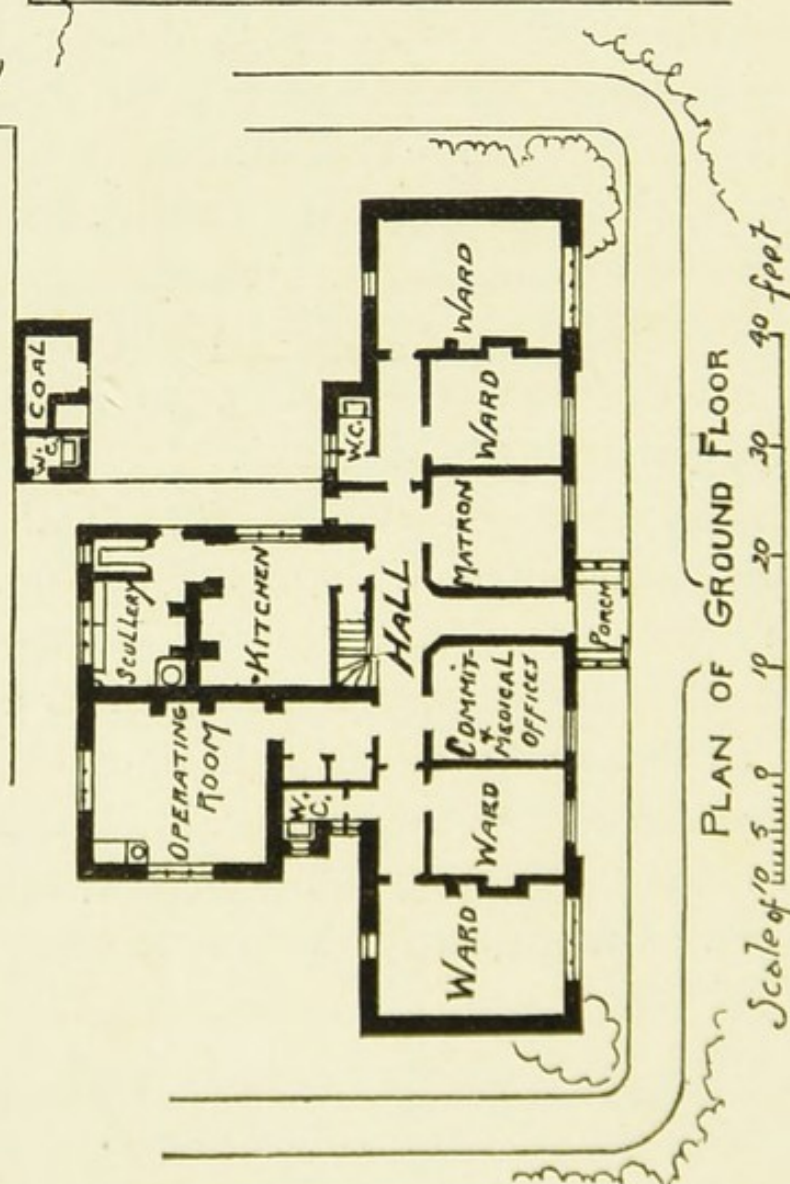 COAL
W.C.
SCULLERY
KITCHEN
OPERATING
ROOM
W.C.
W.
C.
HALL
WARD
WARD
MATRON
COMMIT-
&
MEDICAL
OFFICES
WARD
WARD
PORCH
PLAN OF GROUND FLOOR
Scale of 10 5 0 10 20 30 40 feet